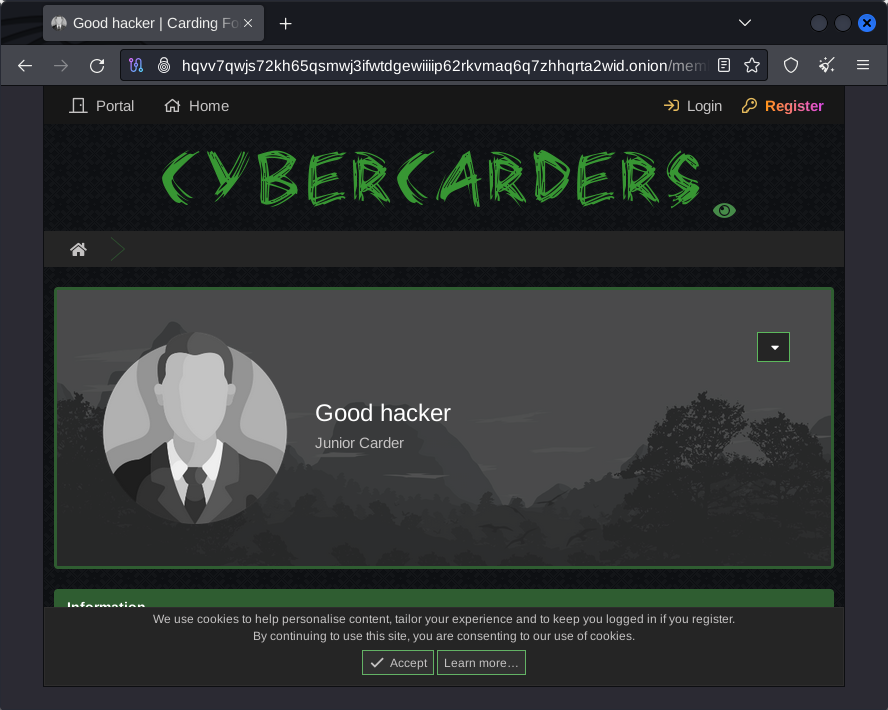 Good hacker | Carding Fo
hqvv7qwjs72kh65qsmwj3ifwtdgewiiiip62rkvmaq6q7zhhqrta2wid.onion/mem
Portal Home Login Register
CYBERCARDERS
Good hacker
Junior Carder
Information
We use cookies to help personalise content, tailor your experience and to keep you logged in if you register.
By continuing to use this site, you are consenting to our use of cookies.
Accept Learn more…